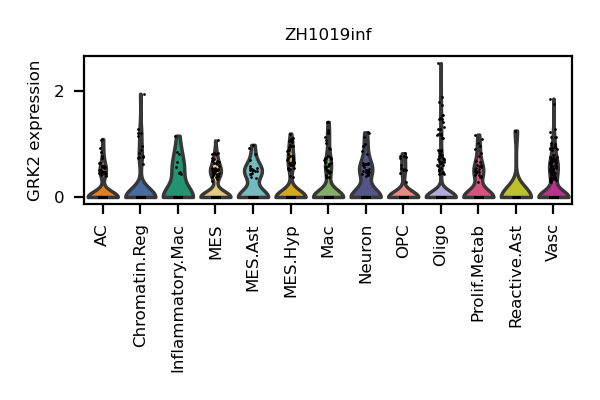 ZH1019inf
GRK2 expression
2
0
AC
Chromatin.Reg
Inflammatory.Mac
MES
MES.Ast
MES.Hyp
Mac
Neuron
OPC
Oligo
Prolif.Metab
Reactive.Ast
Vasc